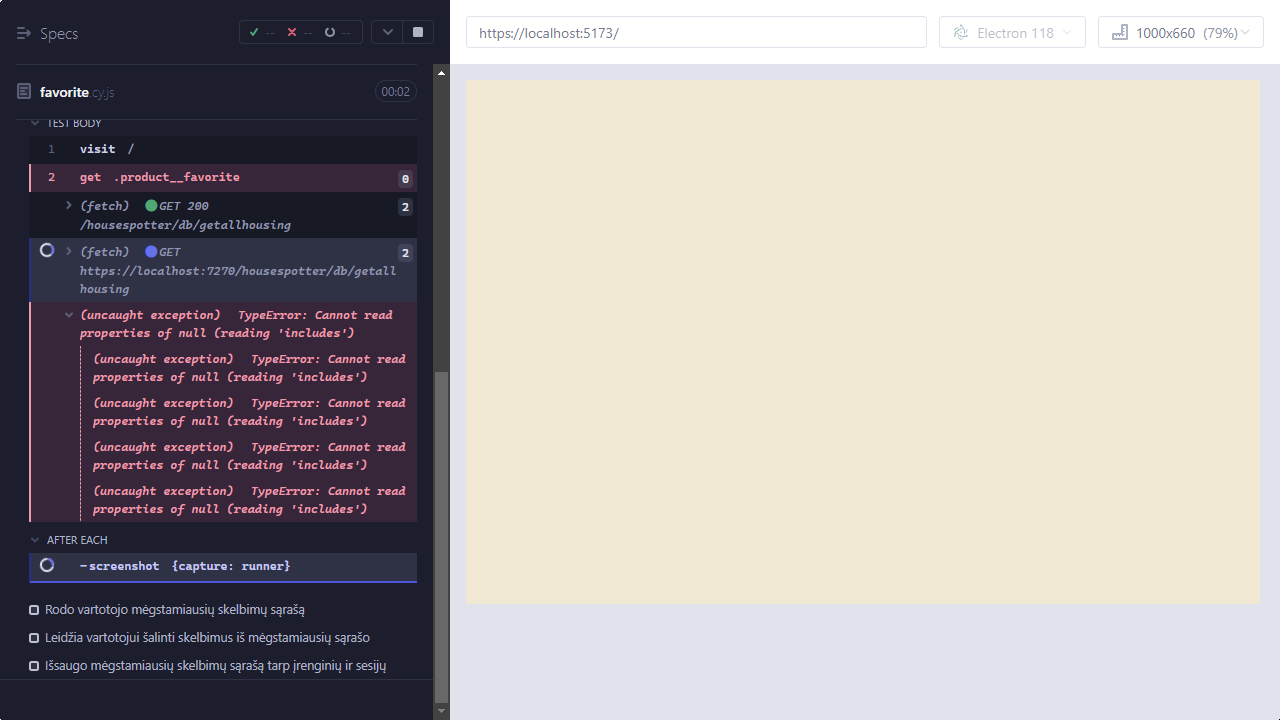 Specs
--
--
--
https://localhost:5173/
Electron 118
1000x660 (79%)
favorite.cy.js
00:02
TEST BODY
1 visit /
2 get .product__favorite 0
(fetch) GET 200 2
/housespotter/db/getallhousing
(fetch) GET 2
https://localhost:7270/housespotter/db/getall
housing
(uncaught exception) TypeError: Cannot read
properties of null (reading 'includes')
(uncaught exception) TypeError: Cannot read
properties of null (reading 'includes')
(uncaught exception) TypeError: Cannot read
properties of null (reading 'includes')
(uncaught exception) TypeError: Cannot read
properties of null (reading 'includes')
(uncaught exception) TypeError: Cannot read
properties of null (reading 'includes')
AFTER EACH
-screenshot {capture: runner}
Rodo vartotojo mėgstamiausių skelbimų sąrašą
Leidžia vartotojui šalinti skelbimus iš mėgstamiausių sąrašo
Išsaugo mėgstamiausių skelbimų sąrašą tarp įrenginių ir sesijų